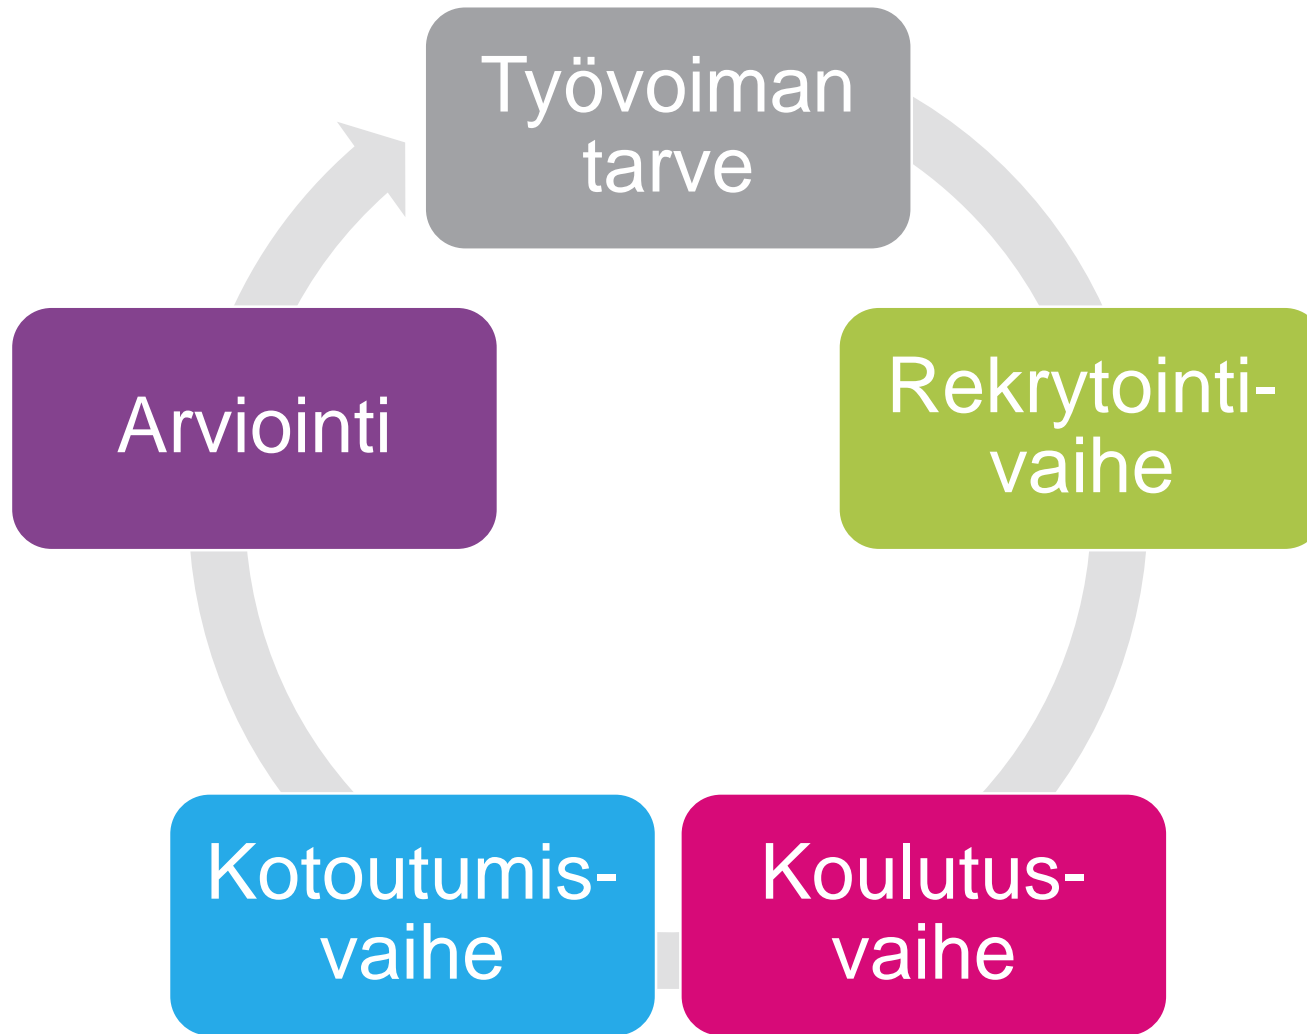 Työvoiman
tarve
Rekrytointi-
vaihe
Koulutus-
vaihe
Kotoutumis-
vaihe
Arviointi